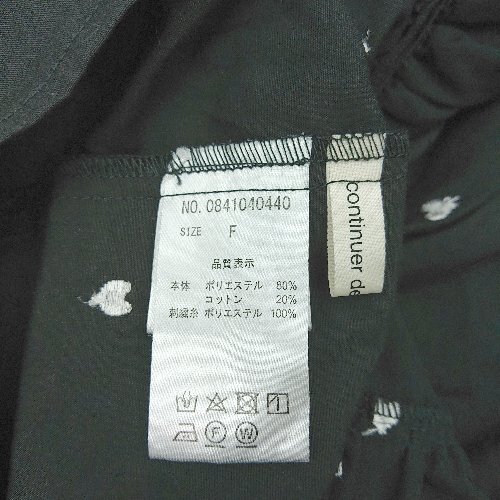 NO. 0841040440
SIZE F
品質表示
本体 ポリエステル 80%
コットン 20%
刺繍糸 ポリエステル 100%
F W
continuer de